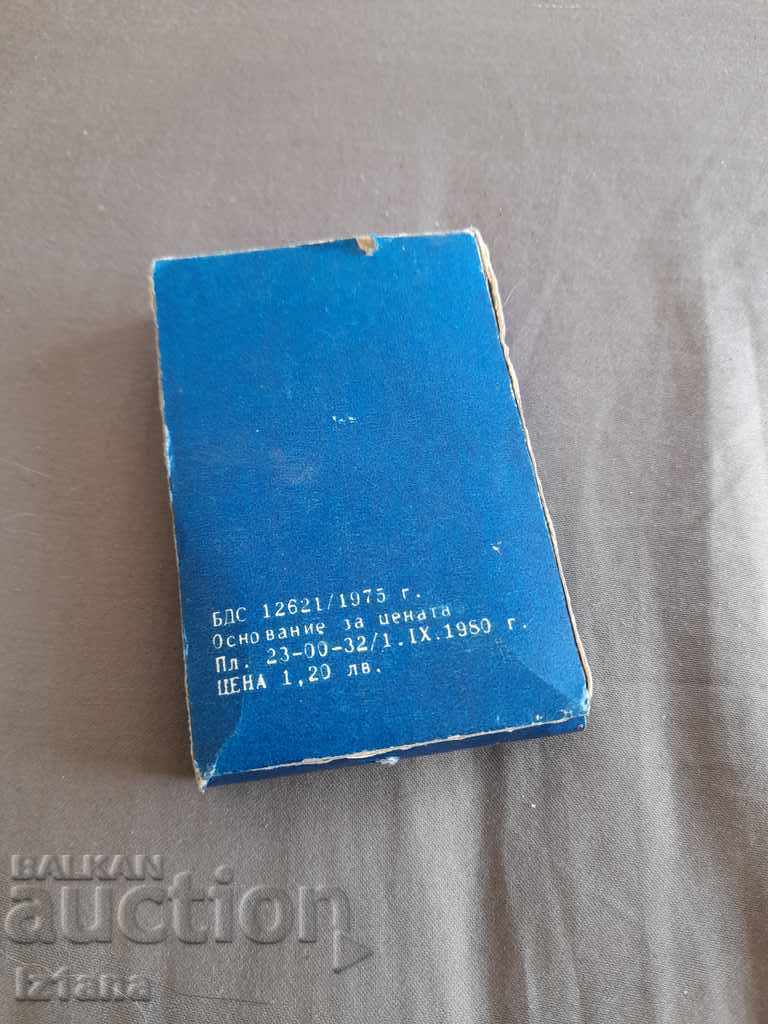 БДС 12621/1975 г.
Основание за цената
Пл. 23-00-32/1.IX.1980 г.
ЦЕНА 1,20 лв.
BALKAN
auction
Iztana